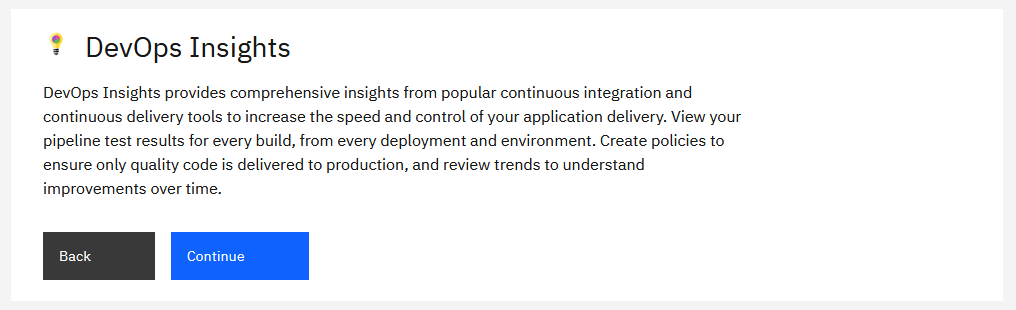 DevOps Insights
DevOps Insights provides comprehensive insights from popular continuous integration and
continuous delivery tools to increase the speed and control of your application delivery. View your
pipeline test results for every build, from every deployment and environment. Create policies to
ensure only quality code is delivered to production, and review trends to understand
improvements over time.
Back
Continue